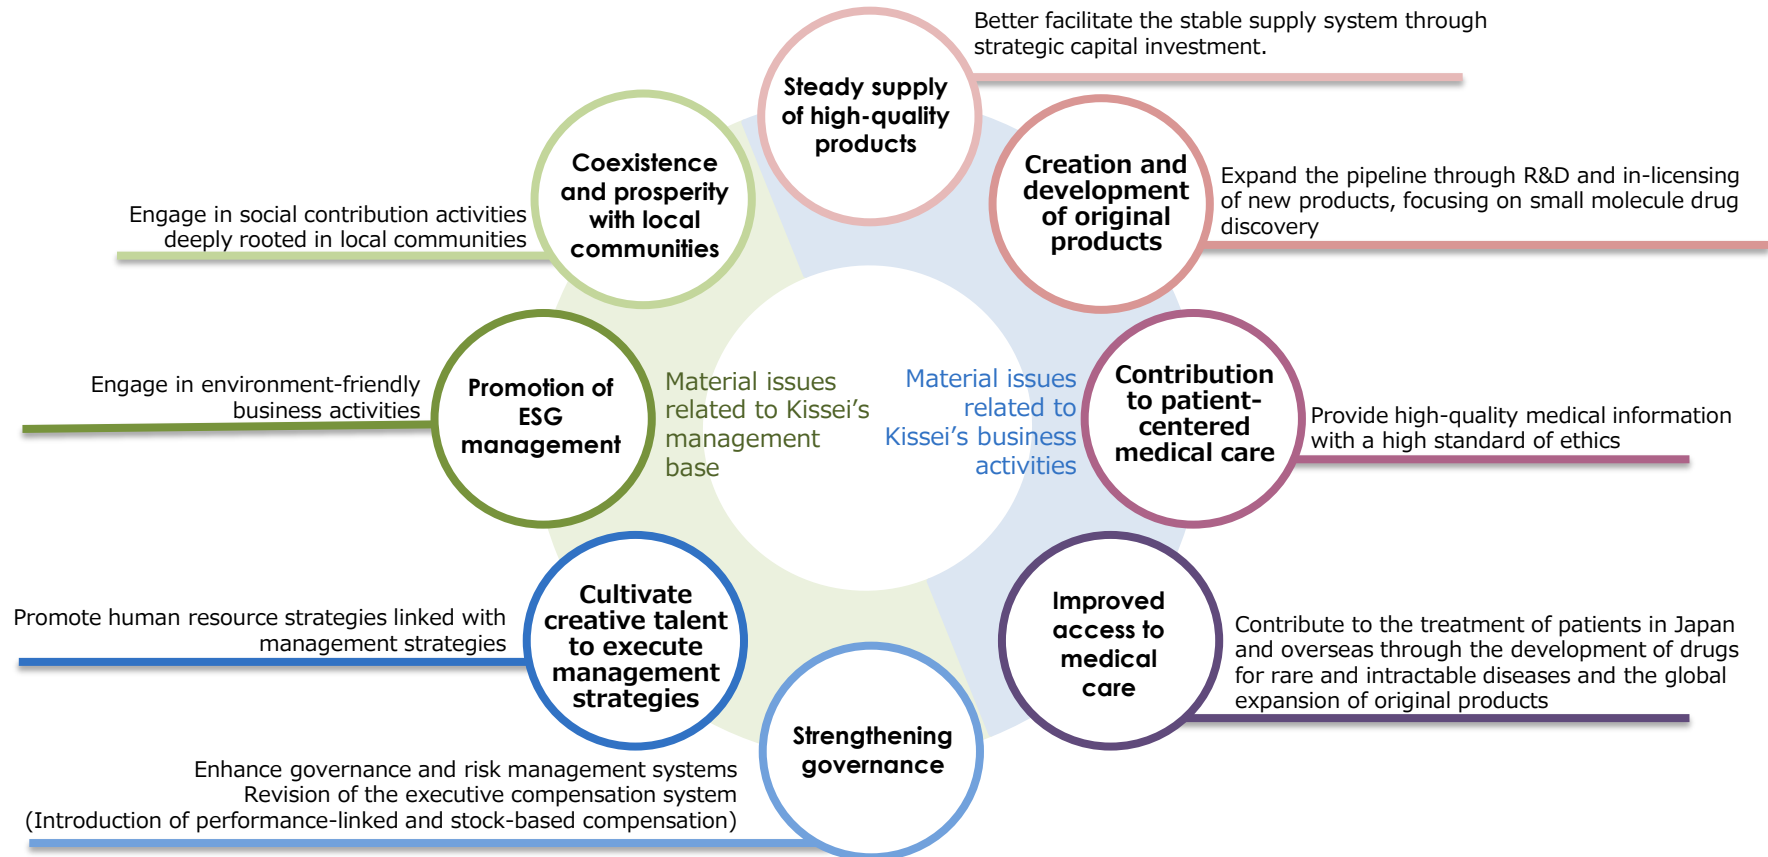 Better facilitate the stable supply system through
strategic capital investment.
Steady supply
of high-quality
products
Creation and
development
of original
products
Expand the pipeline through R&D and in-licensing
of new products, focusing on small molecule drug
discovery
Coexistence
and prosperity
with local
communities
Engage in social contribution activities
deeply rooted in local communities
Promotion of
ESG
management
Engage in environment-friendly
business activities
Material issues
related to Kissei’s
management
base
Material issues
related to
Kissei’s business
activities
Contribution
to patient-
centered
medical care
Provide high-quality medical information
with a high standard of ethics
Cultivate
creative talent
to execute
management
strategies
Promote human resource strategies linked with
management strategies
Improved
access to
medical
care
Contribute to the treatment of patients in Japan
and overseas through the development of drugs
for rare and intractable diseases and the global
expansion of original products
Strengthening
governance
Enhance governance and risk management systems
Revision of the executive compensation system
(Introduction of performance-linked and stock-based compensation)